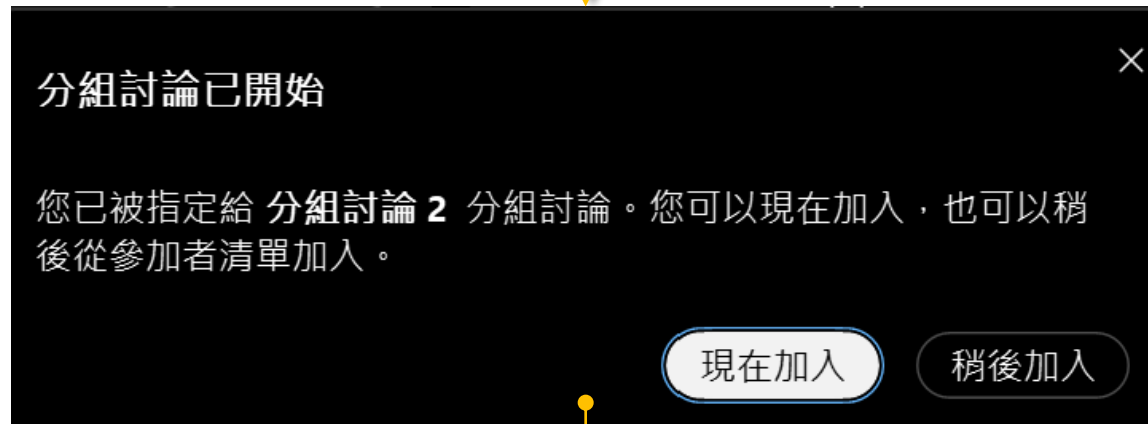 分組討論已開始
您已被指定給 分組討論 2 分組討論。您可以現在加入，也可以稍
後從參加者清單加入。
現在加入
稍後加入